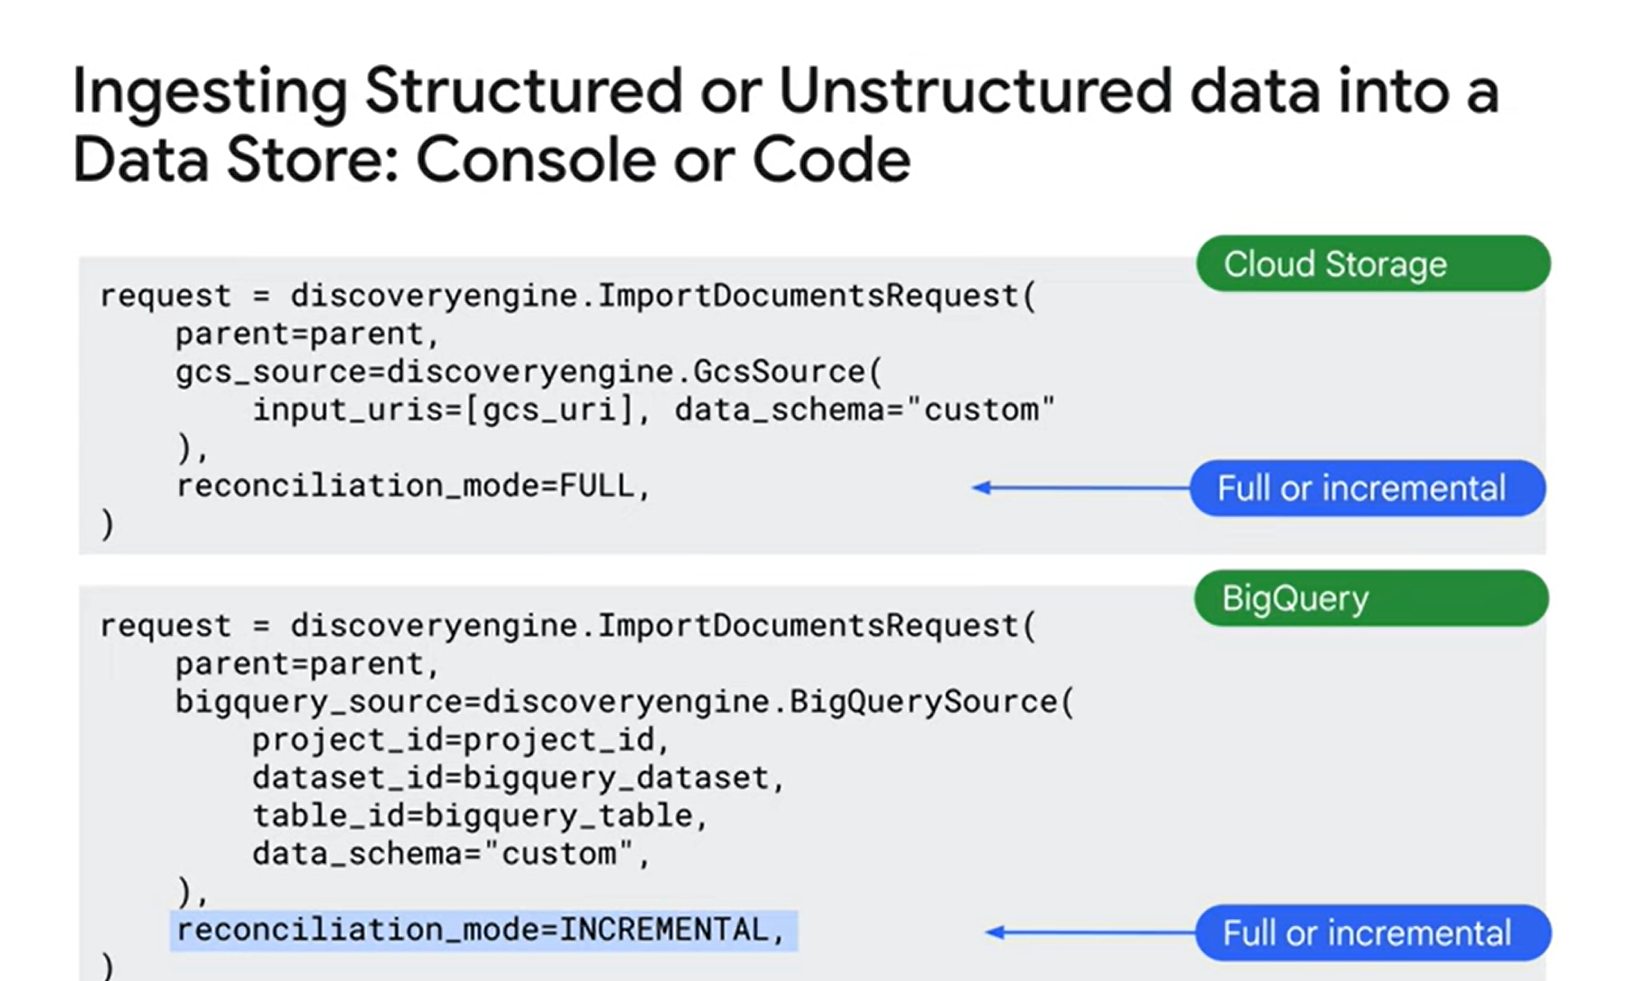 Ingesting Structured or Unstructured data into a
Data Store: Console or Code
Cloud Storage
request = discoveryengine.ImportDocumentsRequest(
    parent=parent,
    gcs_source=discoveryengine.GcsSource(
        input_uris=[gcs_uri], data_schema="custom"
    ),
    reconciliation_mode=FULL,
Full or incremental
)
BigQuery
request = discoveryengine.ImportDocumentsRequest(
    parent=parent,
    bigquery_source=discoveryengine.BigQuerySource(
        project_id=project_id,
        dataset_id=bigquery_dataset,
        table_id=bigquery_table,
        data_schema="custom",
    ),
    reconciliation_mode=INCREMENTAL,
Full or incremental
)